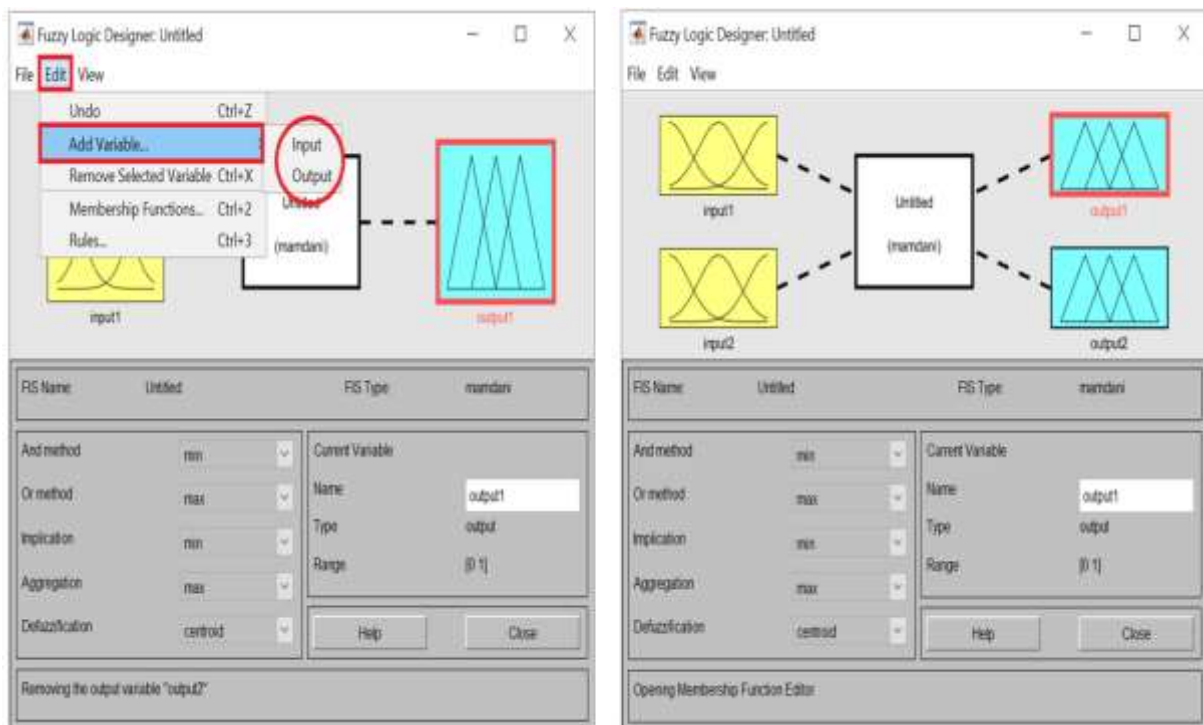 Fuzzy Logic Designer: Untitled
File Edit View
Undo Ctrl+Z
Add Variable...
Input
Remove Selected Variable Ctrl+X
Output
Membership Functions... Ctrl+2
Untitled
Rules... Ctrl+3
(mamdani)
input1
output1
FIS Name Untitled FIS Type mamdani
And method min
Or method max
Implication min
Aggregation max
Defuzzification centroid
Current Variable
Name output1
Type output
Range [0 1]
Help Close
Removing the output variable "output2"
Fuzzy Logic Designer: Untitled
File Edit View
input1
Untitled
(mamdani)
output1
input2
output2
FIS Name Untitled FIS Type mamdani
And method min
Or method max
Implication min
Aggregation max
Defuzzification centroid
Current Variable
Name output1
Type output
Range [0 1]
Help Close
Opening Membership Function Editor